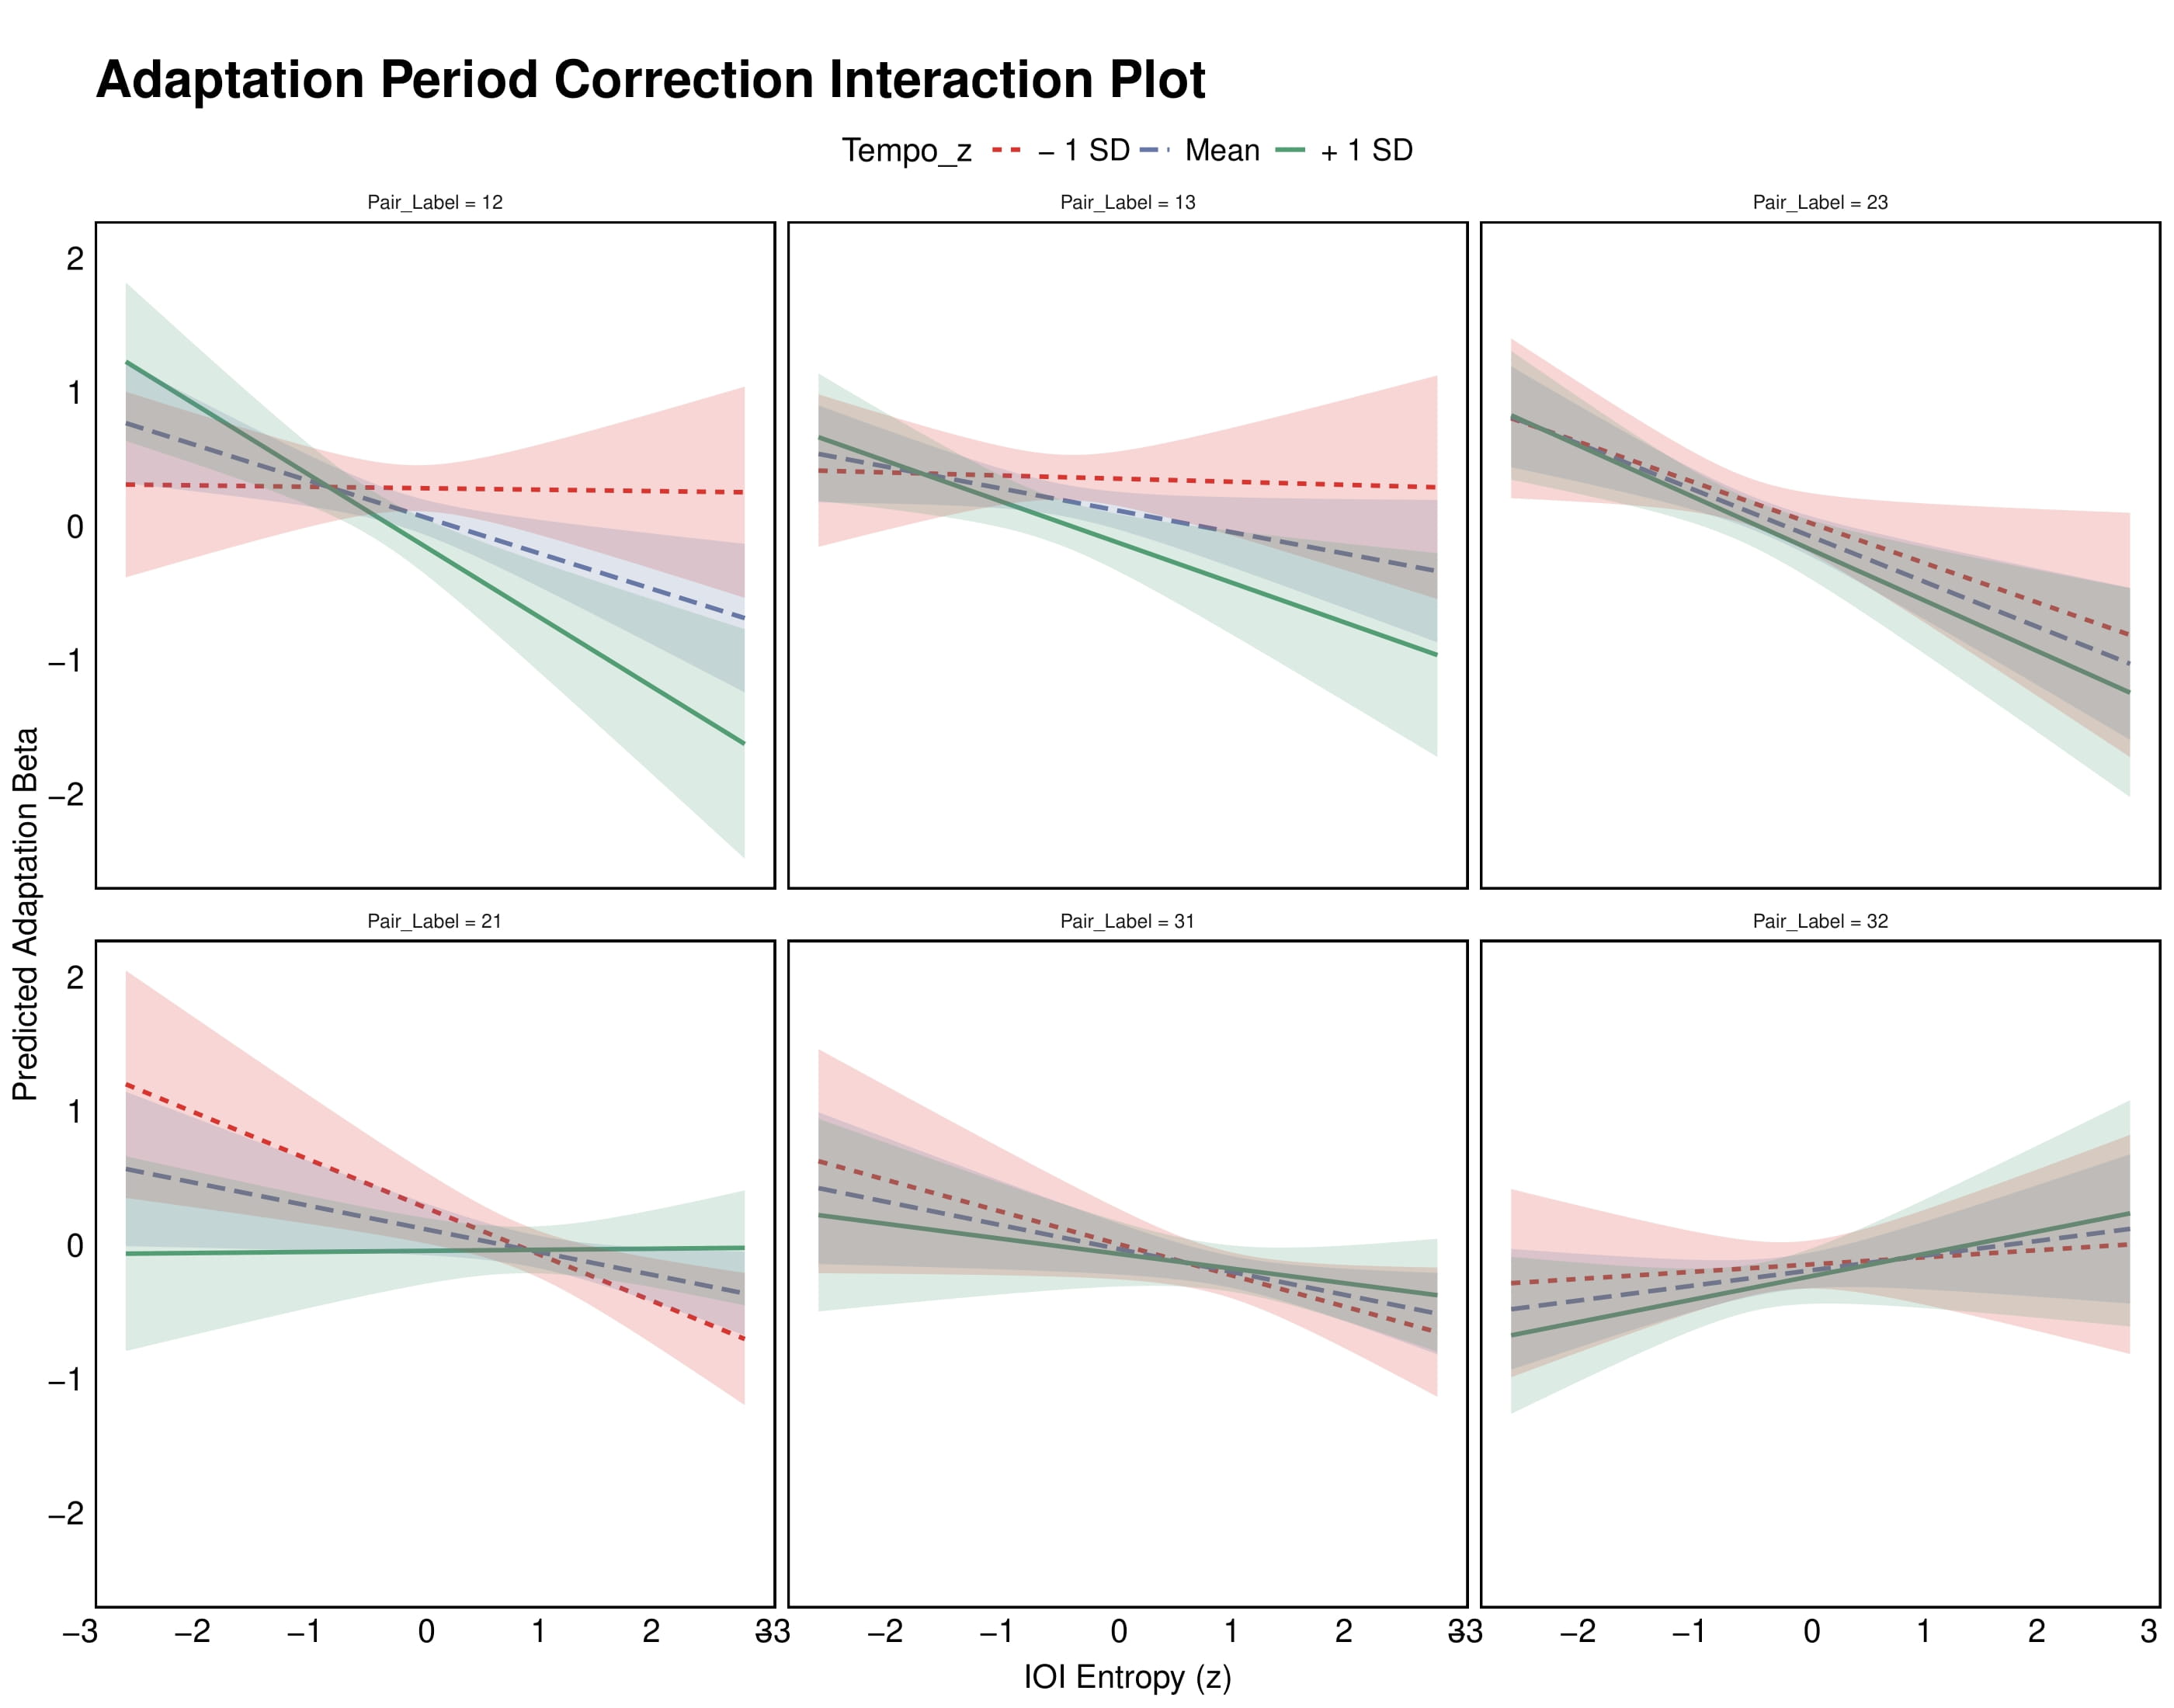 Adaptation Period Correction Interaction Plot
Tempo_z − 1 SD Mean + 1 SD
Pair_Label = 12 Pair_Label = 13 Pair_Label = 23
2
1
0
−1
−2
Pair_Label = 21 Pair_Label = 31 Pair_Label = 32
2
1
0
−1
−2
Predicted Adaptation Beta
−3 −2 −1 0 1 2 3 −3 −2 −1 0 1 2 3 −3 −2 −1 0 1 2 3
IOI Entropy (z)